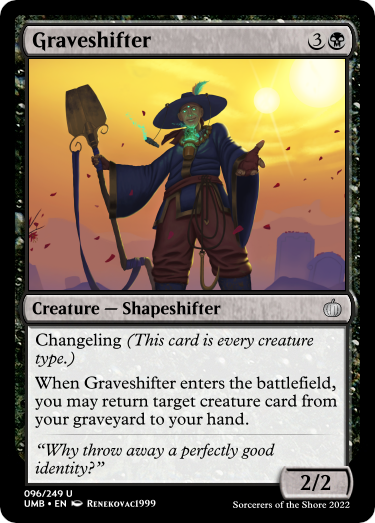 Graveshifter 3
Creature — Shapeshifter
Changeling (This card is every creature
type.)
When Graveshifter enters the battlefield,
you may return target creature card from
your graveyard to your hand.
“Why throw away a perfectly good
identity?”
2/2
096/249 U
UMB • EN Renekovac1999
Sorcerers of the Shore 2022